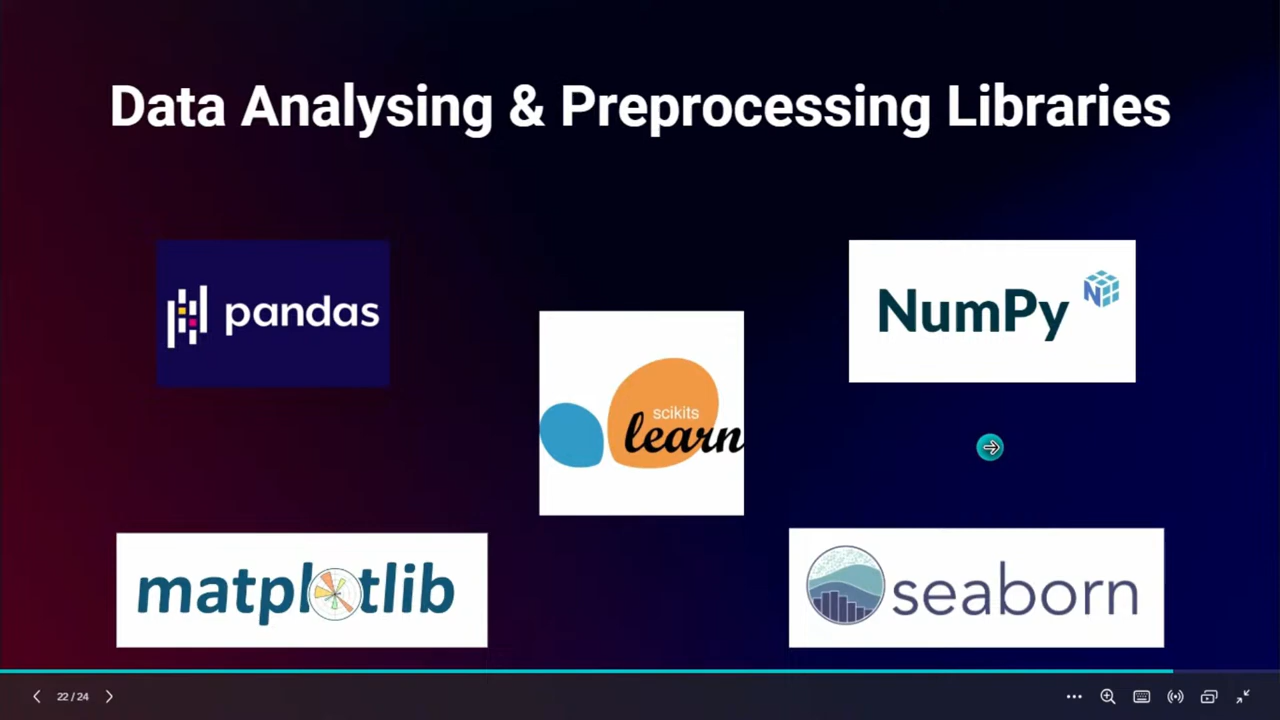 Data Analysing & Preprocessing Libraries
pandas
NumPy
scikits
learn
matplotlib
seaborn
22 / 24